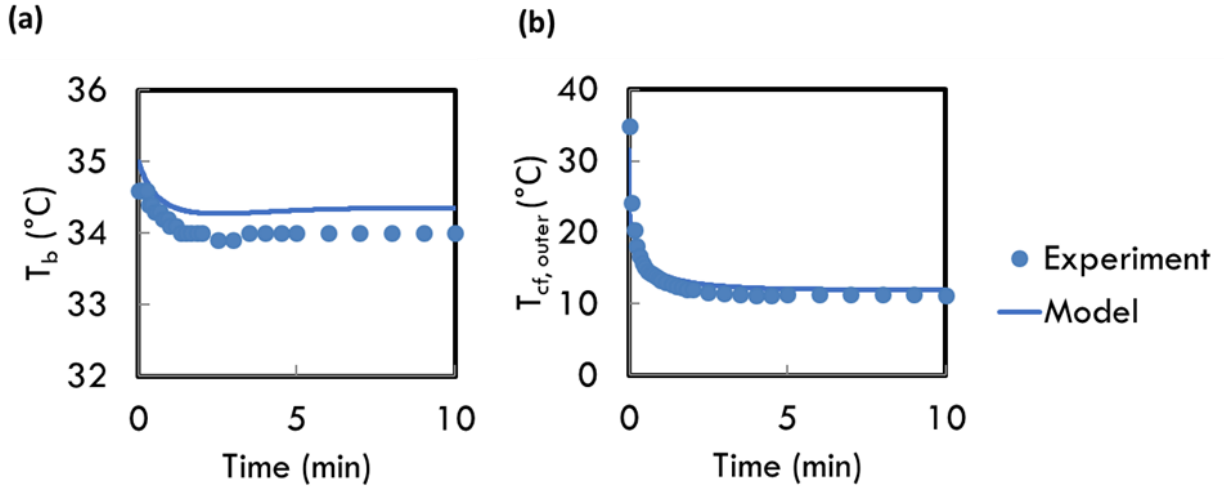 (a)
36
35
34
33
32
T_b (°C)
0 5 10
Time (min)
(b)
40
30
20
10
0
T_cf, outer (°C)
0 5 10
Time (min)
Experiment
Model